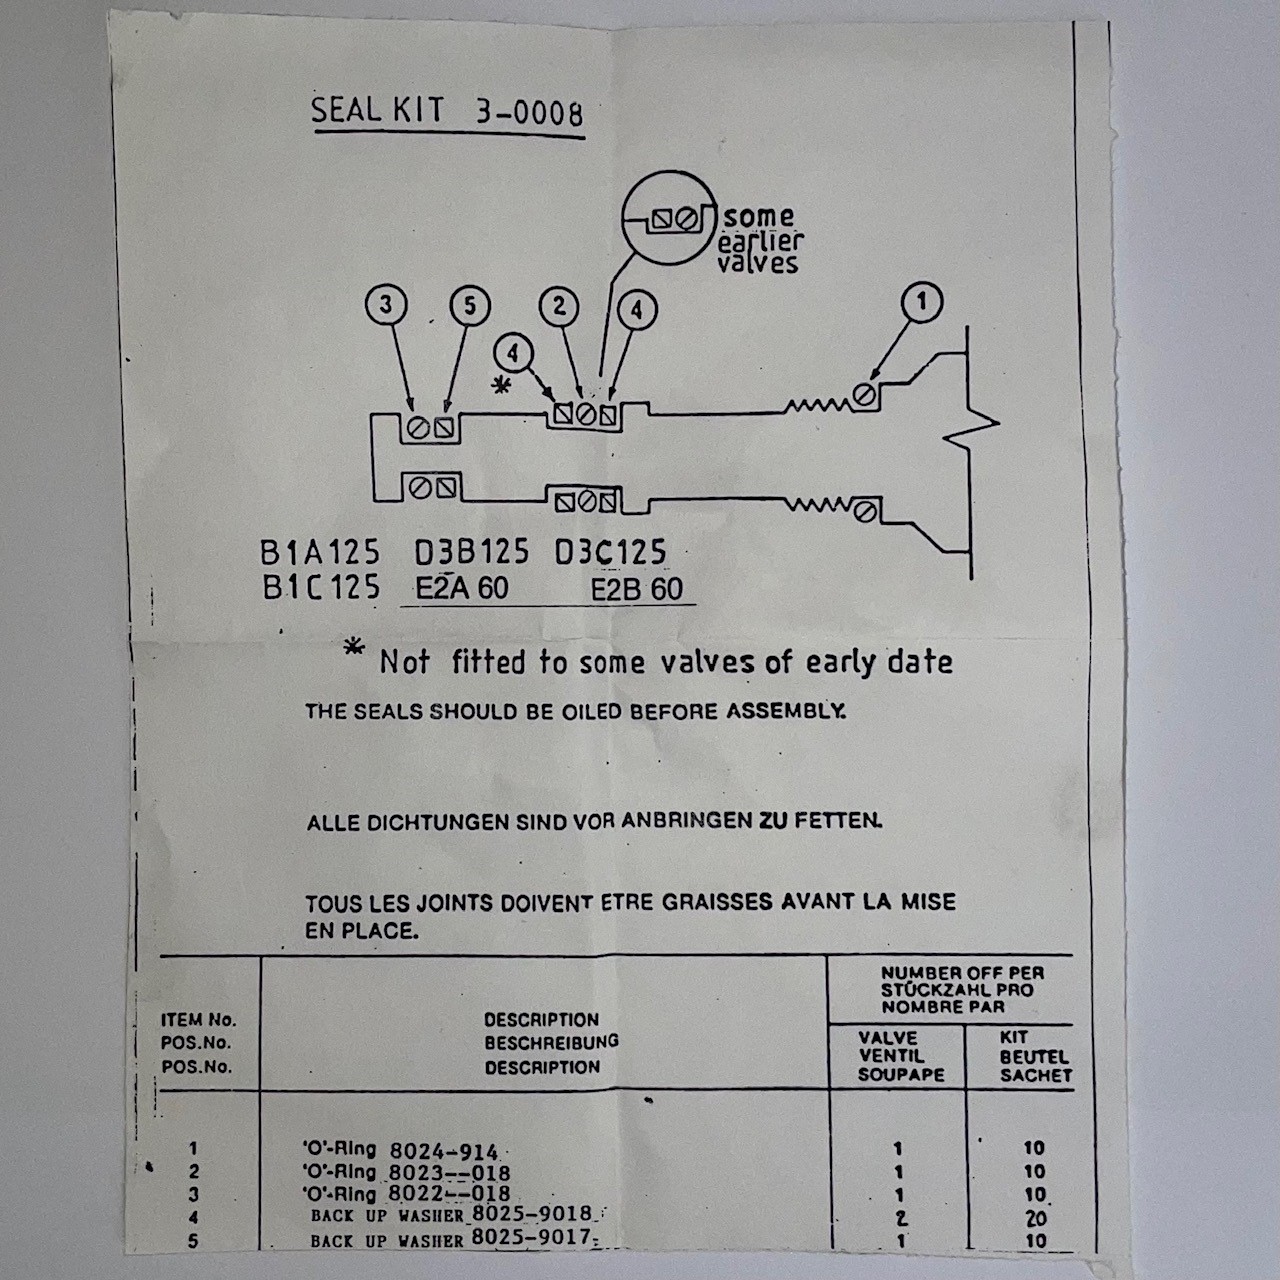 SEAL KIT 3-0008
some
earlier
valves
3 5 2 4 1
4
*
B1A125 D3B125 D3C125
B1C125 E2A 60 E2B 60
* Not fitted to some valves of early date
THE SEALS SHOULD BE OILED BEFORE ASSEMBLY.
ALLE DICHTUNGEN SIND VOR ANBRINGEN ZU FETTEN.
TOUS LES JOINTS DOIVENT ETRE GRAISSES AVANT LA MISE
EN PLACE.
NUMBER OFF PER
STÜCKZAHL PRO
NOMBRE PAR
ITEM No. DESCRIPTION VALVE KIT
POS.No. BESCHREIBUNG VENTIL BEUTEL
POS.No. DESCRIPTION SOUPAPE SACHET
1 'O'-Ring 8024-914 1 10
2 'O'-Ring 8023--018 1 10
3 'O'-Ring 8022--018 1 10
4 BACK UP WASHER 8025-9018 2 20
5 BACK UP WASHER 8025-9017 1 10